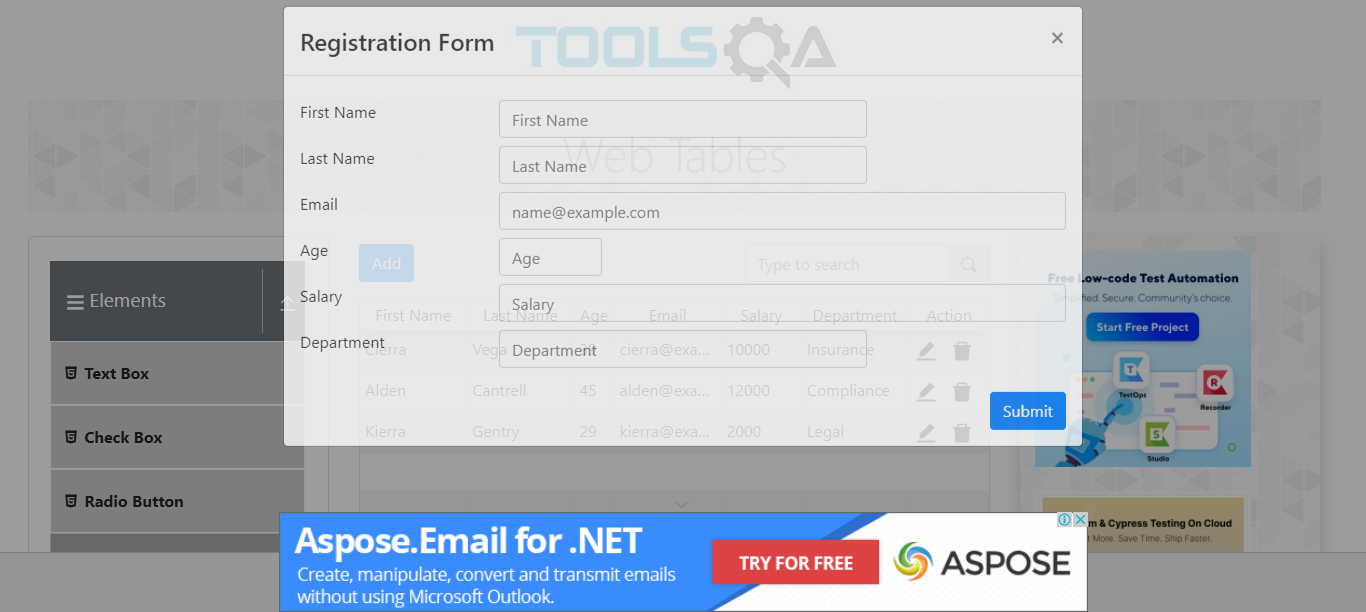 TOOLSQA
Registration Form
×
First Name
First Name
Web Tables
Last Name
Last Name
Email
name@example.com
Age
Age
Add
Type to search
Salary
Salary
First Name Last Name Age Email Salary Department Action
Department
Department
Cierra Vega cierra@exa... 10000 Insurance
Alden Cantrell 45 alden@exa... 12000 Compliance
Kierra Gentry 29 kierra@exa... 2000 Legal
Submit
Elements
Text Box
Check Box
Radio Button
Free Low-code Test Automation
Simplified. Secure. Community's choice.
Start Free Project
TestOps
Recorder
Studio
m & Cypress Testing On Cloud
t More. Save Time. Ship Faster.
Aspose.Email for .NET
Create, manipulate, convert and transmit emails
without using Microsoft Outlook.
TRY FOR FREE
ASPOSE